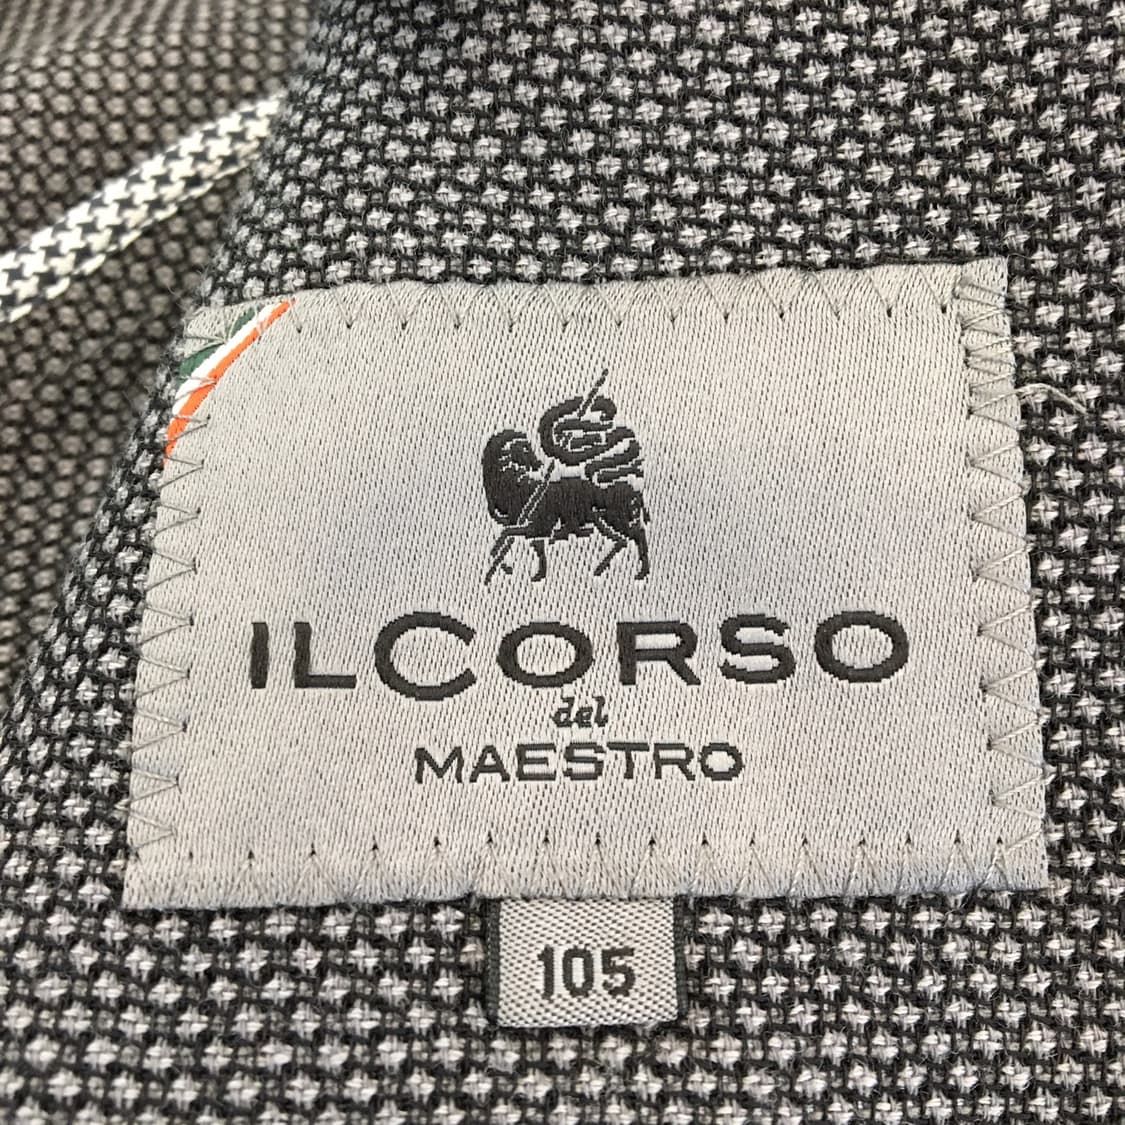 ILCORSO
del
MAESTRO
105